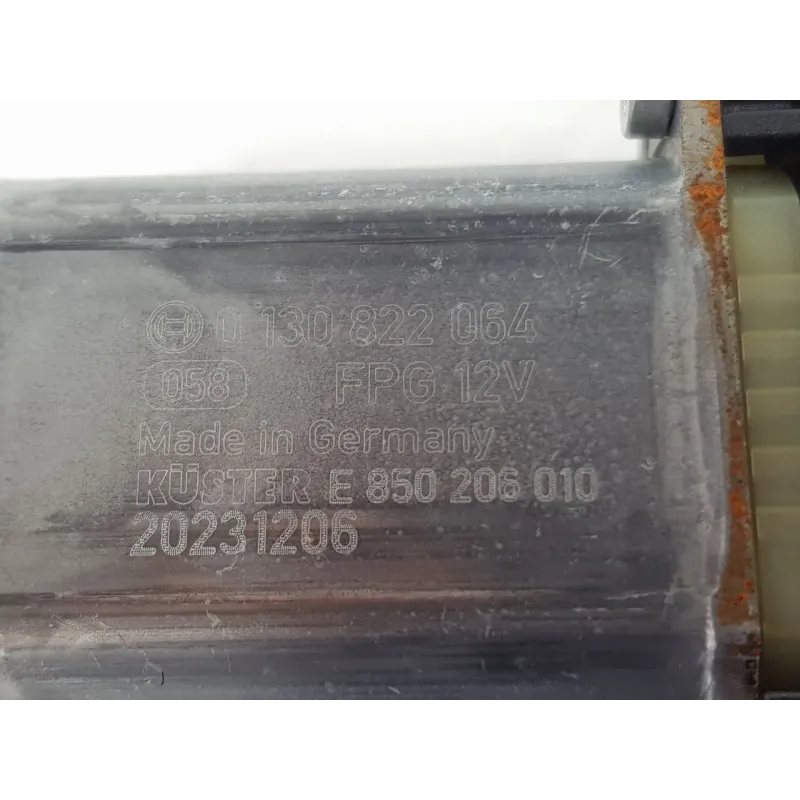 0 130 822 064
058 FPG 12V
Made in Germany
KÜSTER E 850 206 010
20231206